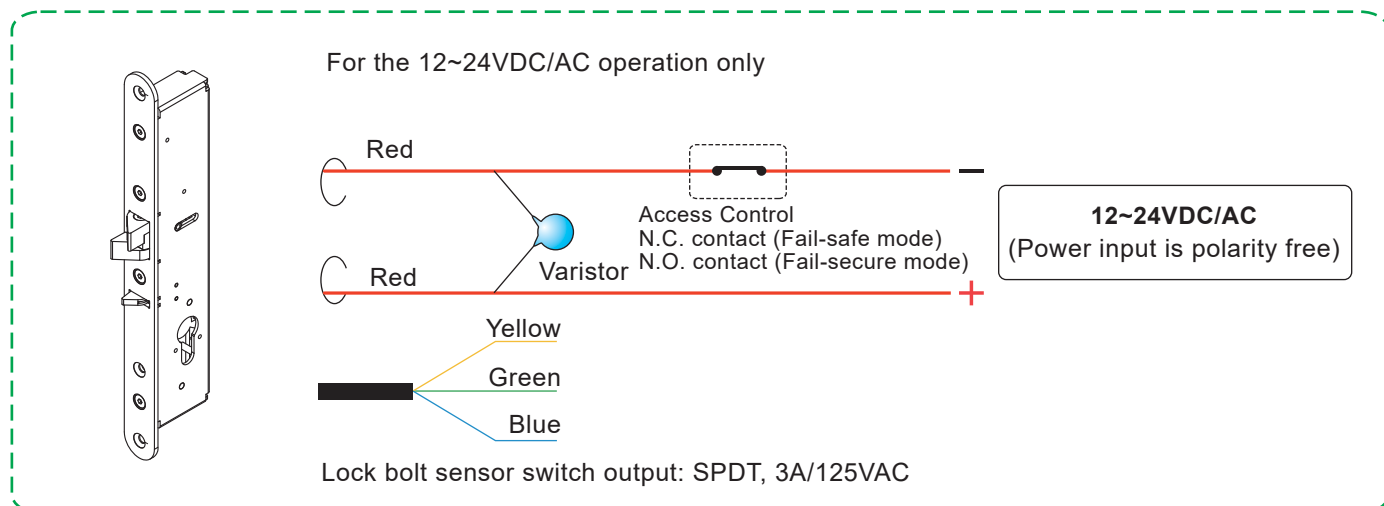 For the 12~24VDC/AC operation only
Red
Access Control
N.C. contact (Fail-safe mode)
N.O. contact (Fail-secure mode)
Varistor
Red
12~24VDC/AC
(Power input is polarity free)
Yellow
Green
Blue
Lock bolt sensor switch output: SPDT, 3A/125VAC